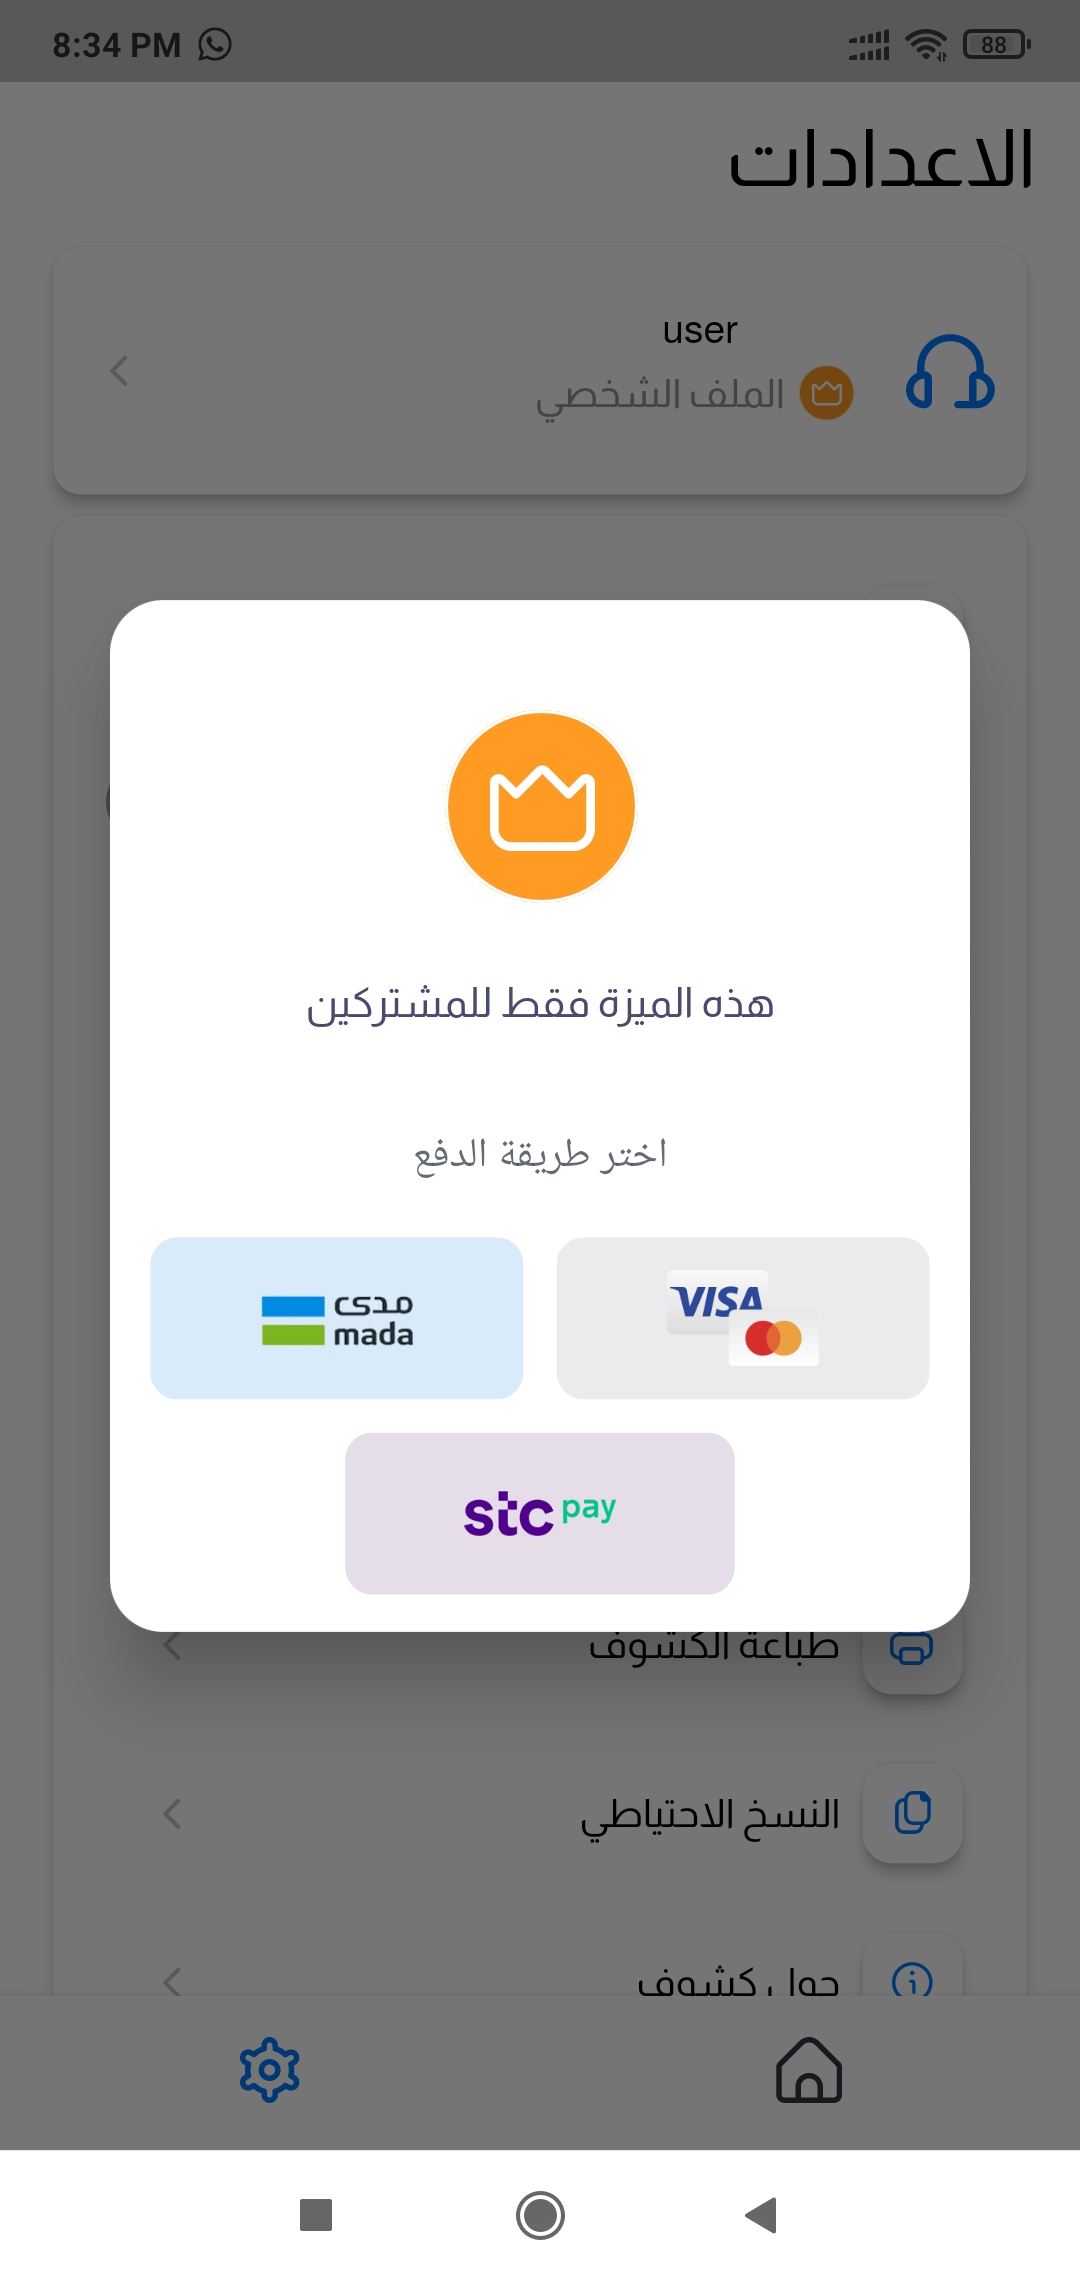 8:34 PM
88
الاعدادات
user
الملف الشخصي
هذه الميزة فقط للمشتركين
اختر طريقة الدفع
مدى
mada
VISA
stc pay
طباعة الكشوف
النسخ الاحتياطي
حول كشوف